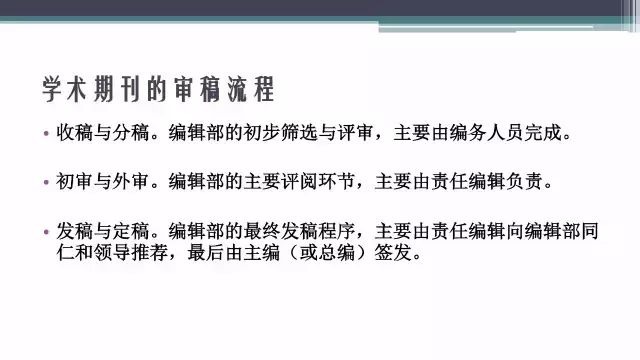 学术期刊的审稿流程
• 收稿与分稿。编辑部的初步筛选与评审，主要由编务人员完成。
• 初审与外审。编辑部的主要评阅环节，主要由责任编辑负责。
• 发稿与定稿。编辑部的最终发稿程序，主要由责任编辑向编辑部同
仁和领导推荐，最后由主编（或总编）签发。